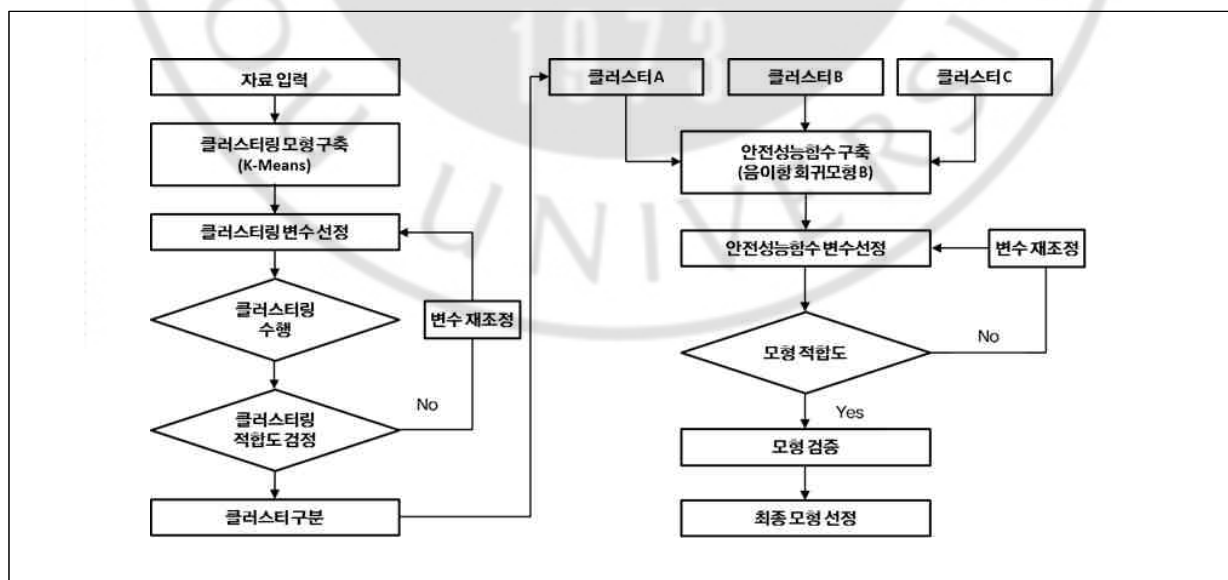 자료 입력
클러스터링 모형 구축
(K-Means)
클러스터링 변수 선정
클러스터링
수행
변수 재조정
클러스터링
적합도 검정
No
클러스터 구분
클러스터 A
클러스터 B
클러스터 C
안전성능함수 구축
(음이항 회귀모형 B)
안전성능함수 변수선정
변수 재조정
모형 적합도
No
Yes
모형 검증
최종 모형 선정
1973
UNIVERSI